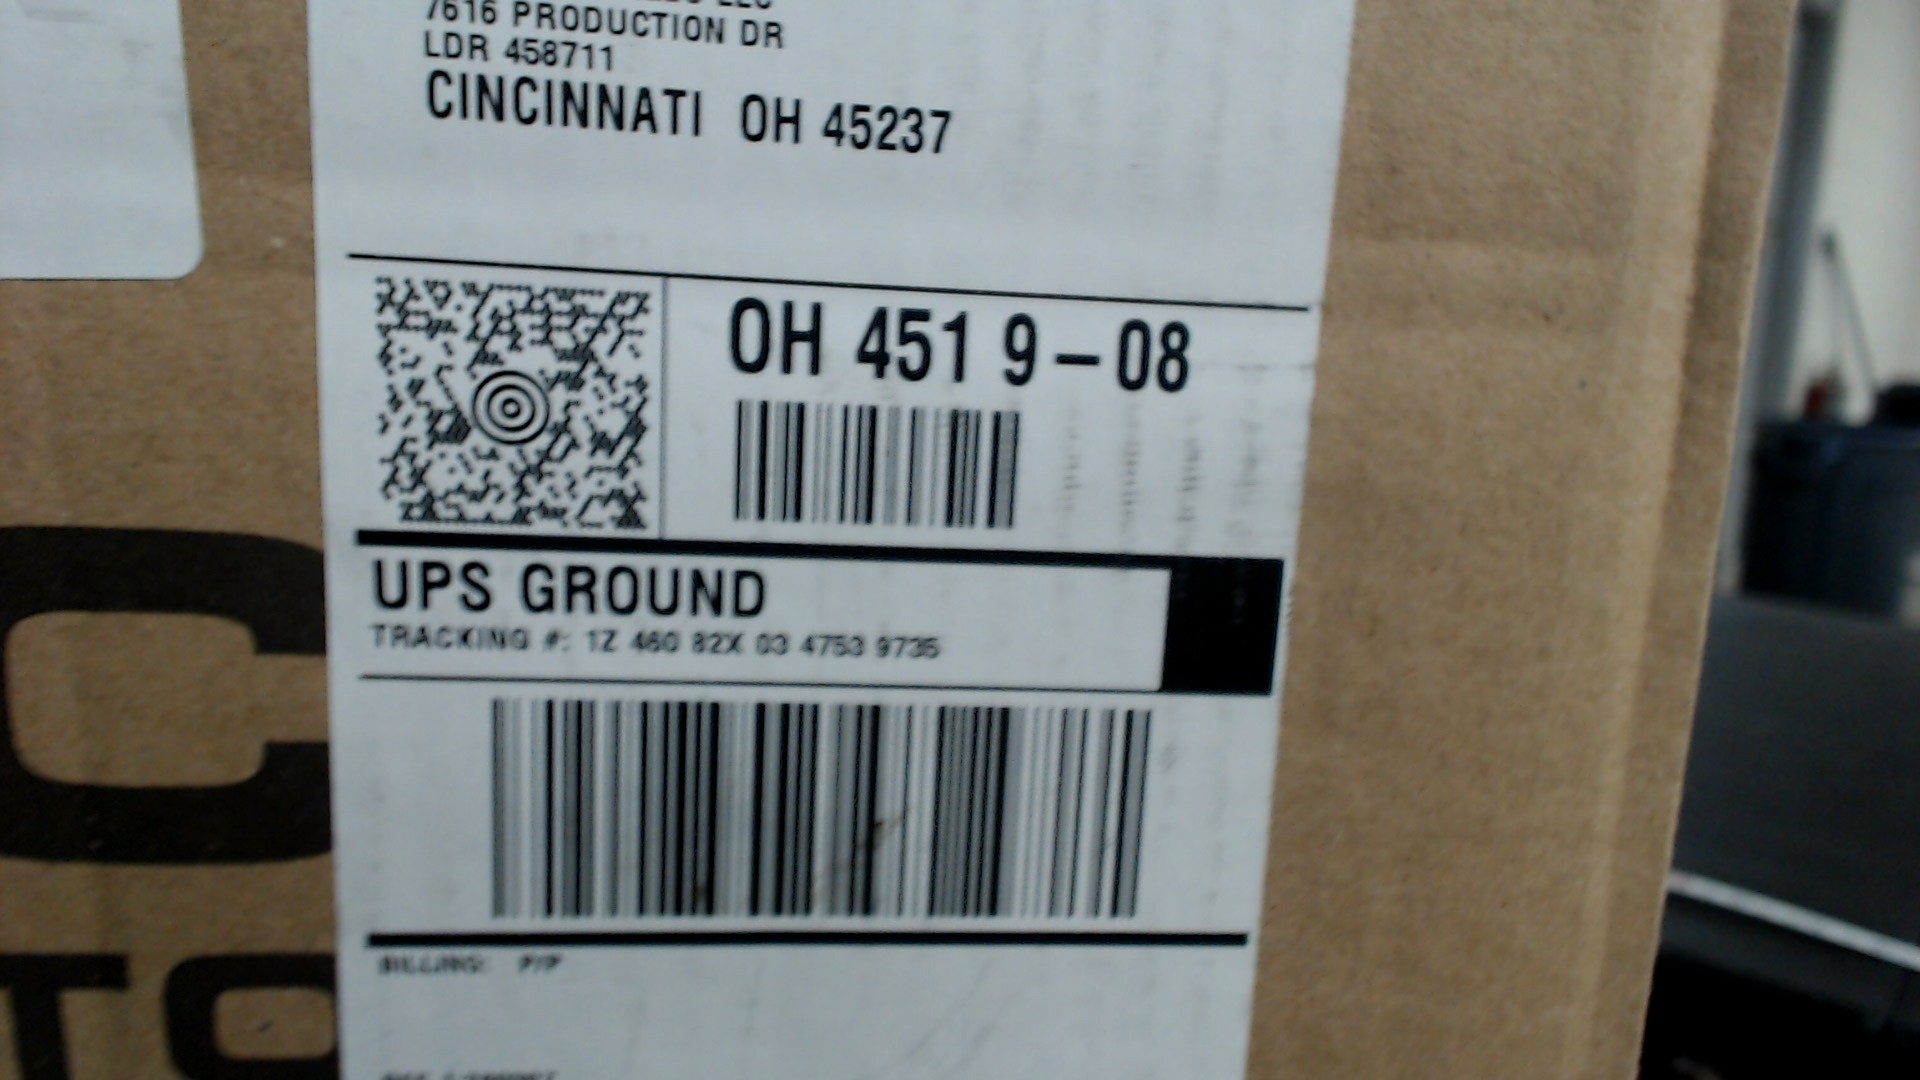 7616 PRODUCTION DR
LDR 458711
CINCINNATI OH 45237
OH 451 9-08
UPS GROUND
TRACKING #: 1Z 460 82X 03 4753 9735
BILLING: P/P
C
TO